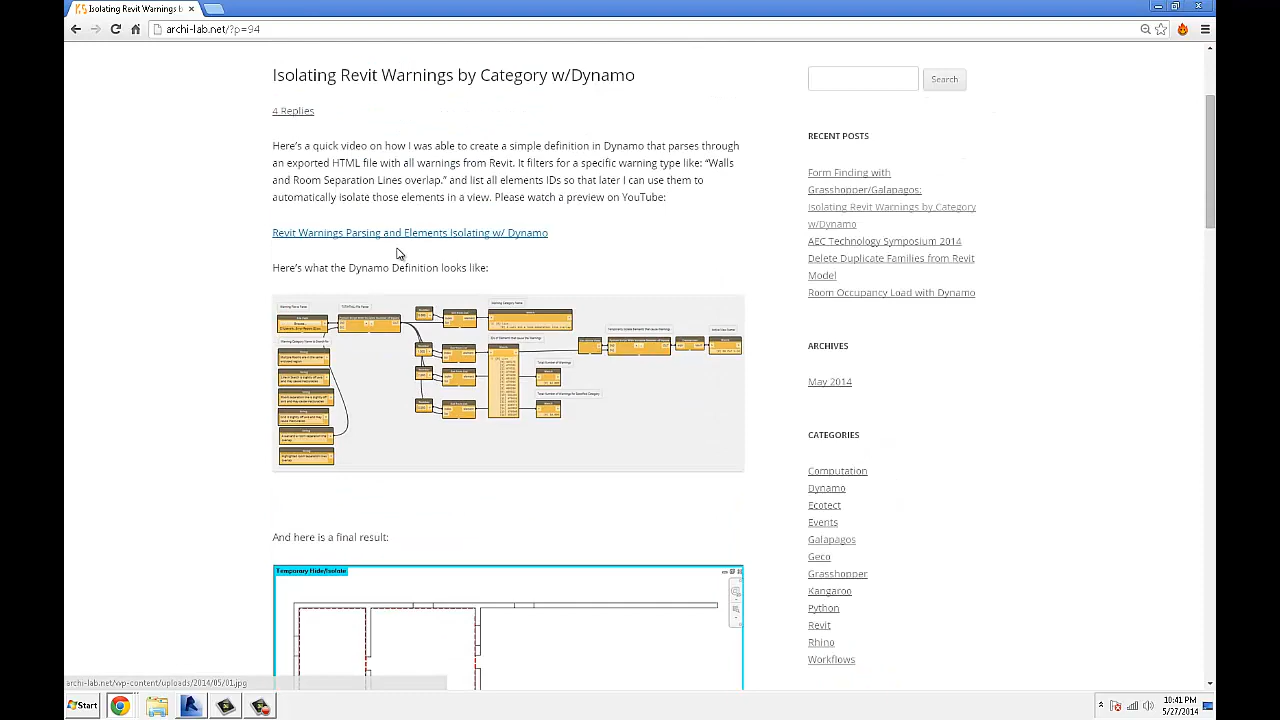 Isolating Revit Warnings b
archi-lab.net/?p=94
Isolating Revit Warnings by Category w/Dynamo
4 Replies
Here's a quick video on how I was able to create a simple definition in Dynamo that parses through
an exported HTML file with all warnings from Revit. It filters for a specific warning type like: "Walls
and Room Separation Lines overlap." and list all elements IDs so that later I can use them to
automatically isolate those elements in a view. Please watch a preview on YouTube:
Revit Warnings Parsing and Elements Isolating w/ Dynamo
Here's what the Dynamo Definition looks like:
And here is a final result:
Temporary Hide/Isolate
Search
RECENT POSTS
Form Finding with
Grasshopper/Galapagos:
Isolating Revit Warnings by Category
w/Dynamo
AEC Technology Symposium 2014
Delete Duplicate Families from Revit
Model
Room Occupancy Load with Dynamo
ARCHIVES
May 2014
CATEGORIES
Computation
Dynamo
Ecotect
Events
Galapagos
Geco
Grasshopper
Kangaroo
Python
Revit
Rhino
Workflows
archi-lab.net/wp-content/uploads/2014/05/01.jpg
Start
10:41 PM
5/27/2014